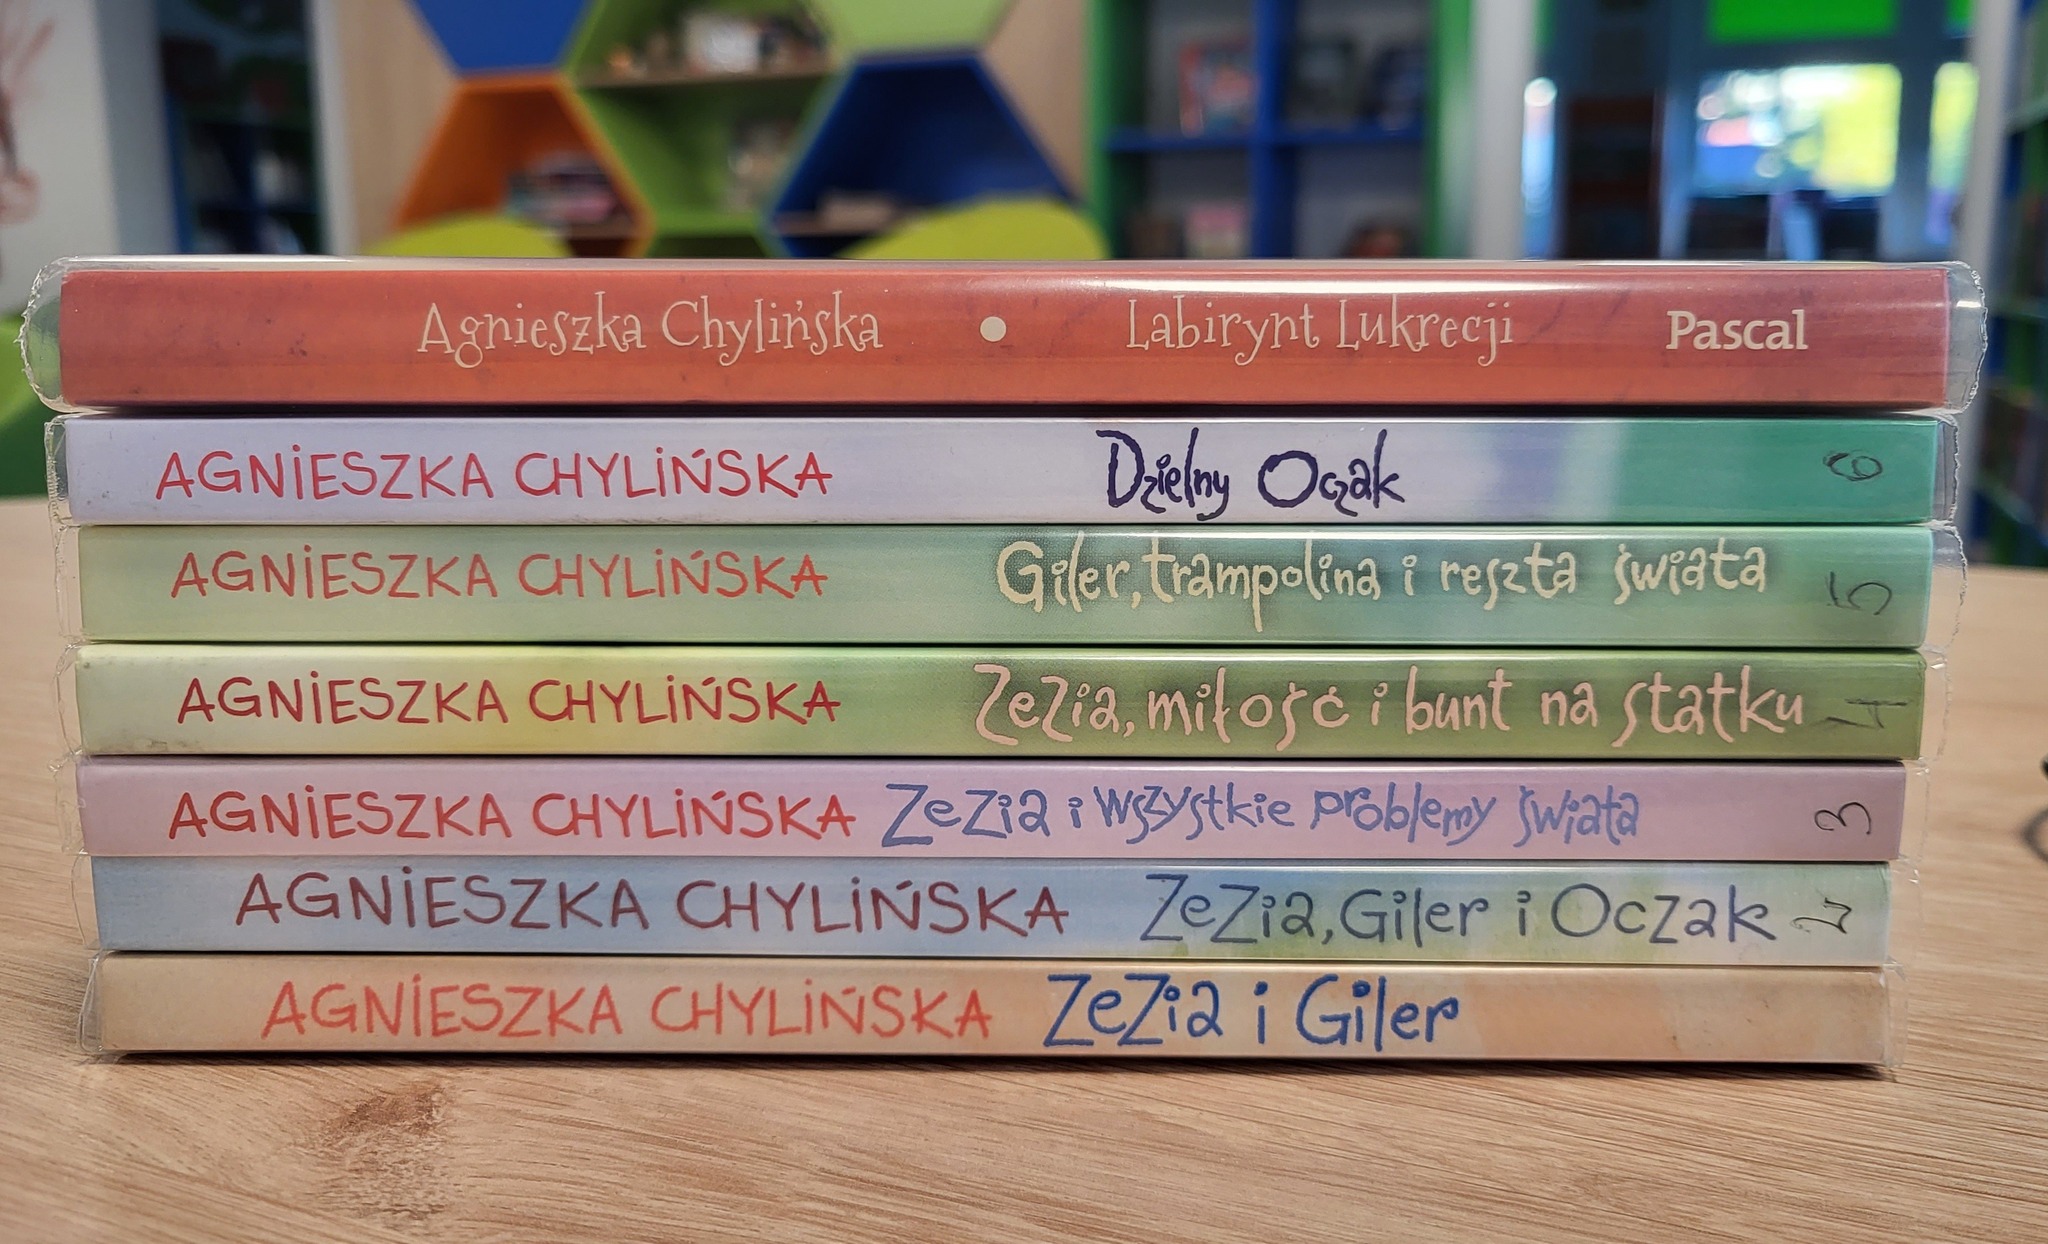 Agnieszka Chylińska • Labirynt Lukrecji Pascal
AGNIESZKA CHYLIŃSKA Dzielny Oczak 6
AGNIESZKA CHYLIŃSKA Giler, trampolina i reszta świata 5
AGNIESZKA CHYLIŃSKA Zezia, miłość i bunt na statku 4
AGNIESZKA CHYLIŃSKA Zezia i wszystkie problemy świata 3
AGNIESZKA CHYLIŃSKA Zezia, Giler i Oczak 2
AGNIESZKA CHYLIŃSKA Zezia i Giler